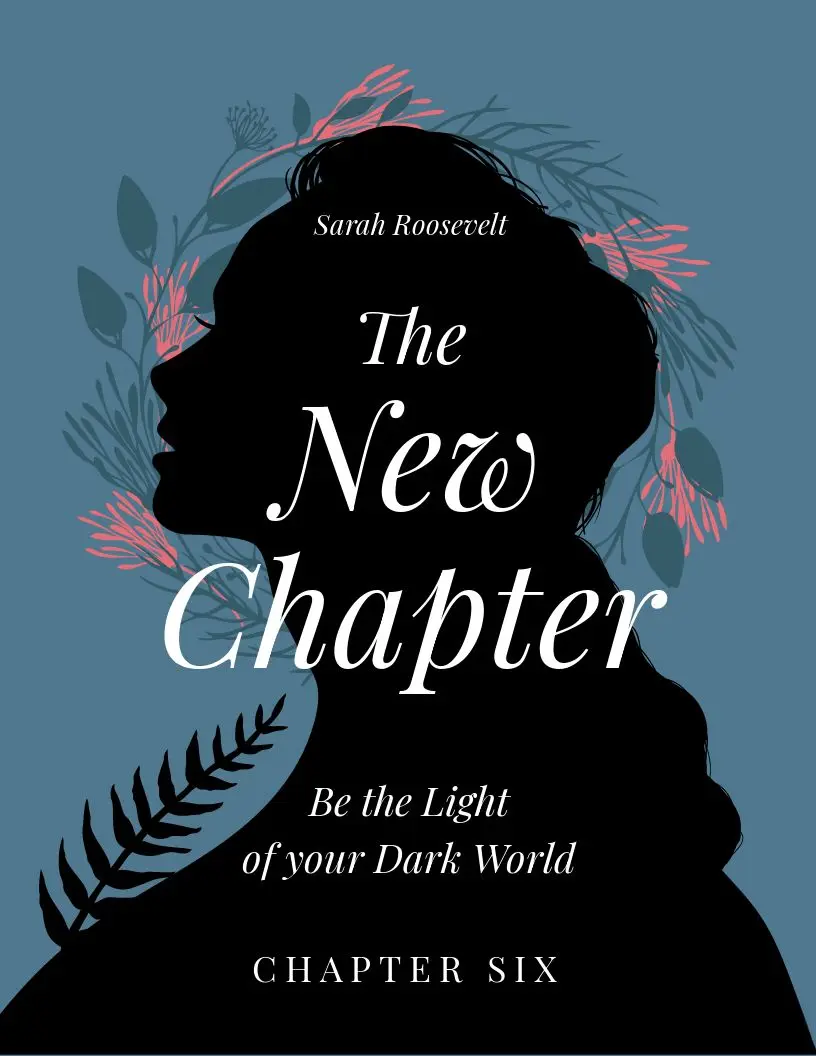 Sarah Roosevelt
The
New
Chapter
Be the Light
of your Dark World
CHAPTER SIX